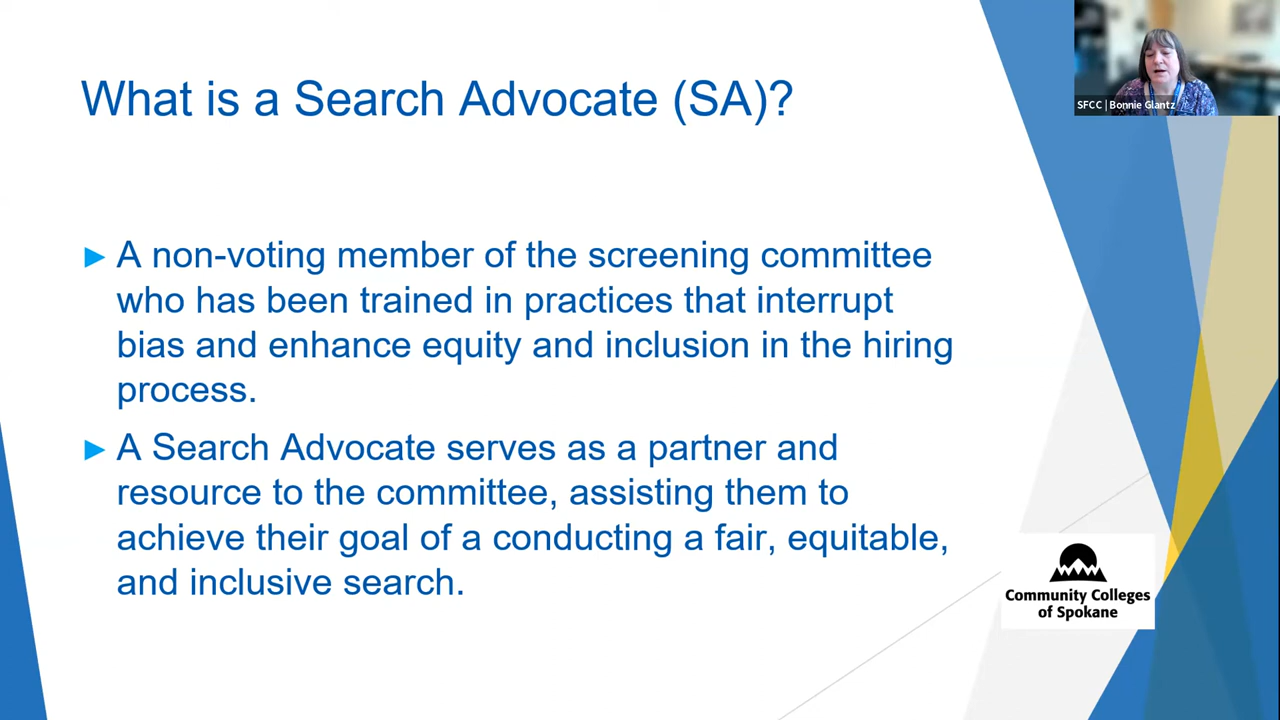 What is a Search Advocate (SA)?
SFCC | Bonnie Glantz
► A non-voting member of the screening committee
who has been trained in practices that interrupt
bias and enhance equity and inclusion in the hiring
process.
► A Search Advocate serves as a partner and
resource to the committee, assisting them to
achieve their goal of a conducting a fair, equitable,
and inclusive search.
Community Colleges
of Spokane